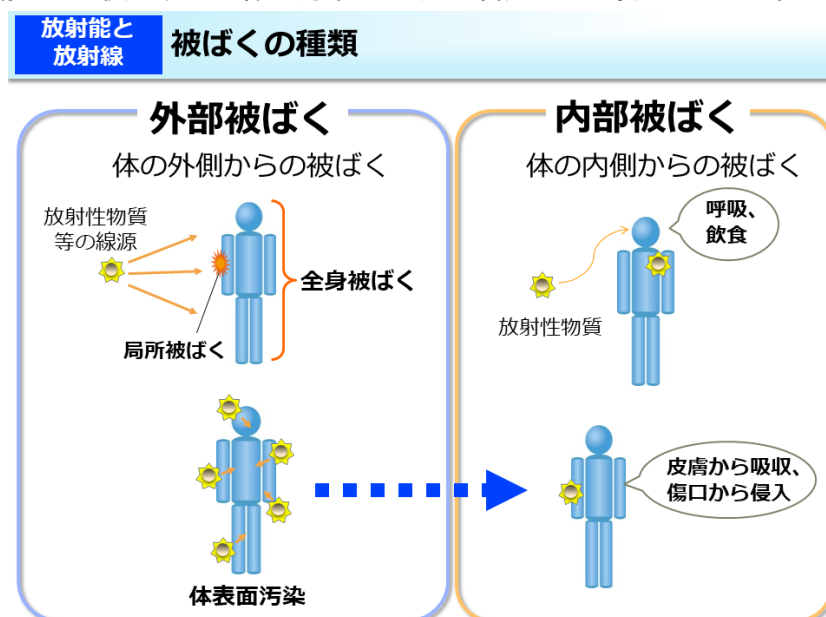 放射能と
放射線
被ばくの種類
外部被ばく
体の外側からの被ばく
放射性物質
等の線源
全身被ばく
局所被ばく
体表面汚染
内部被ばく
体の内側からの被ばく
呼吸、
飲食
放射性物質
皮膚から吸収、
傷口から侵入